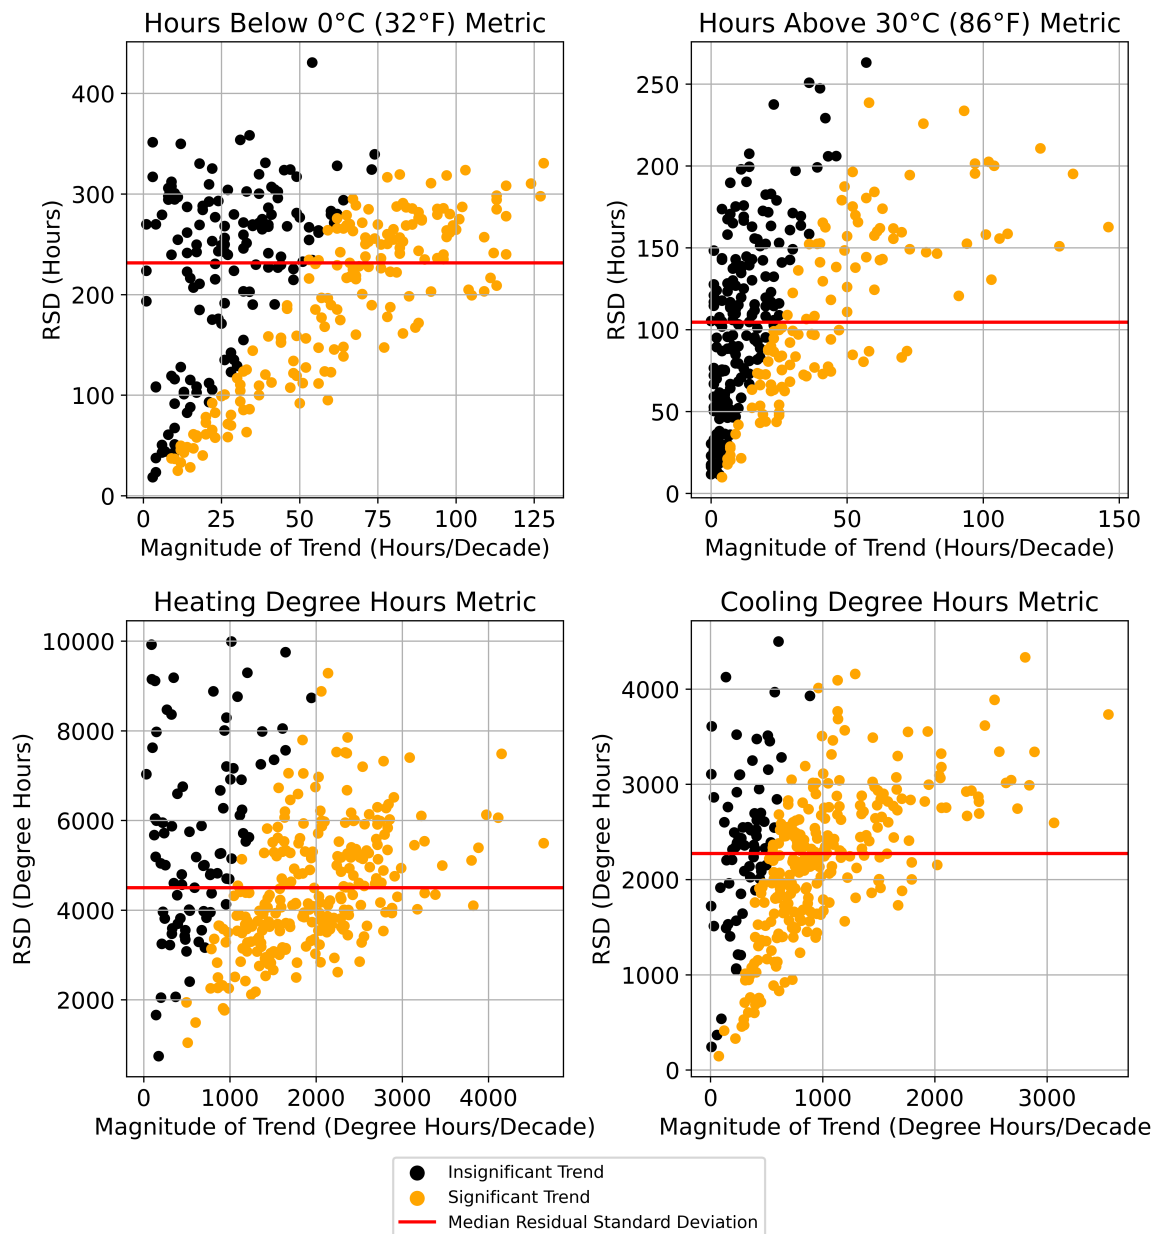 Hours Below 0°C (32°F) Metric
RSD (Hours)
400
300
200
100
0
0 25 50 75 100 125
Magnitude of Trend (Hours/Decade)
Hours Above 30°C (86°F) Metric
RSD (Hours)
250
200
150
100
50
0
0 50 100 150
Magnitude of Trend (Hours/Decade)
Heating Degree Hours Metric
RSD (Degree Hours)
10000
8000
6000
4000
2000
0 1000 2000 3000 4000
Magnitude of Trend (Degree Hours/Decade)
Cooling Degree Hours Metric
RSD (Degree Hours)
4000
3000
2000
1000
0
0 1000 2000 3000
Magnitude of Trend (Degree Hours/Decade
Insignificant Trend
Significant Trend
Median Residual Standard Deviation